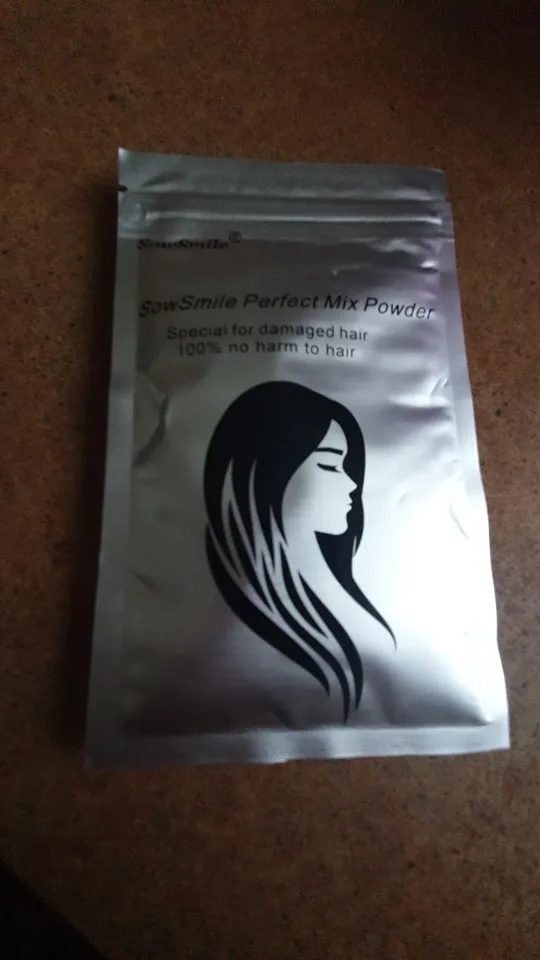 SowSmile®
SowSmile Perfect Mix Powder
Special for damaged hair
100% no harm to hair